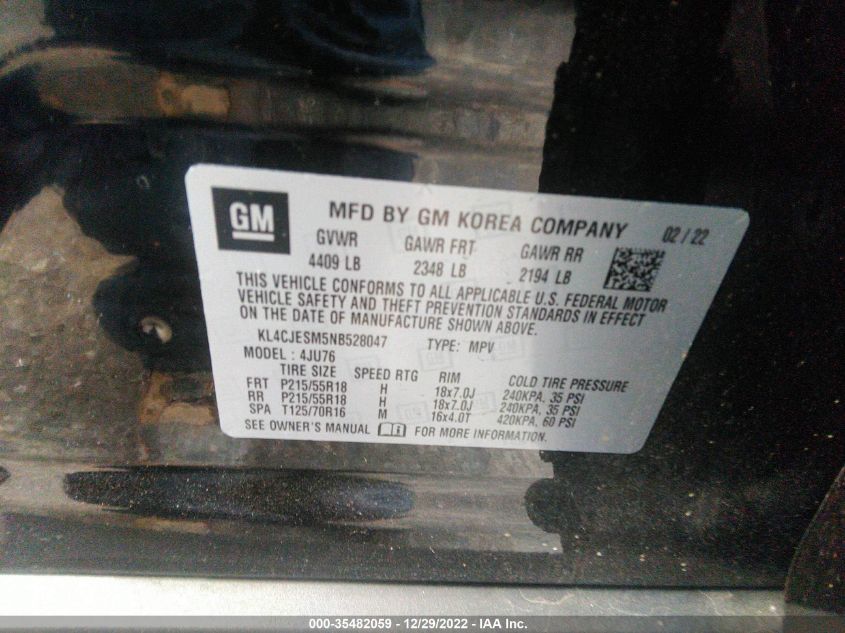 GM MFD BY GM KOREA COMPANY 02/22
GVWR GAWR FRT GAWR RR
4409 LB 2348 LB 2194 LB
THIS VEHICLE CONFORMS TO ALL APPLICABLE U.S. FEDERAL MOTOR
VEHICLE SAFETY AND THEFT PREVENTION STANDARDS IN EFFECT
ON THE DATE OF MANUFACTURE SHOWN ABOVE.
KL4CJESM5NB528047 TYPE: MPV
MODEL: 4JU76
TIRE SIZE SPEED RTG RIM COLD TIRE PRESSURE
FRT P215/55R18 H 18x7.0J 240KPA, 35 PSI
RR P215/55R18 H 18x7.0J 240KPA, 35 PSI
SPA T125/70R16 M 16x4.0T 420KPA, 60 PSI
SEE OWNER'S MANUAL FOR MORE INFORMATION.
000-35482059 - 12/29/2022 - IAA Inc.